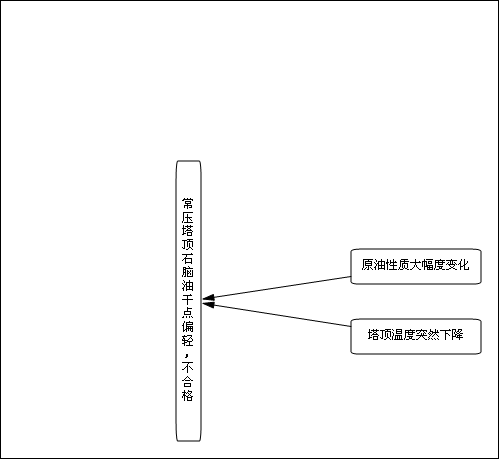 常压塔顶石脑油干点偏轻，不合格
原油性质大幅度变化
塔顶温度突然下降